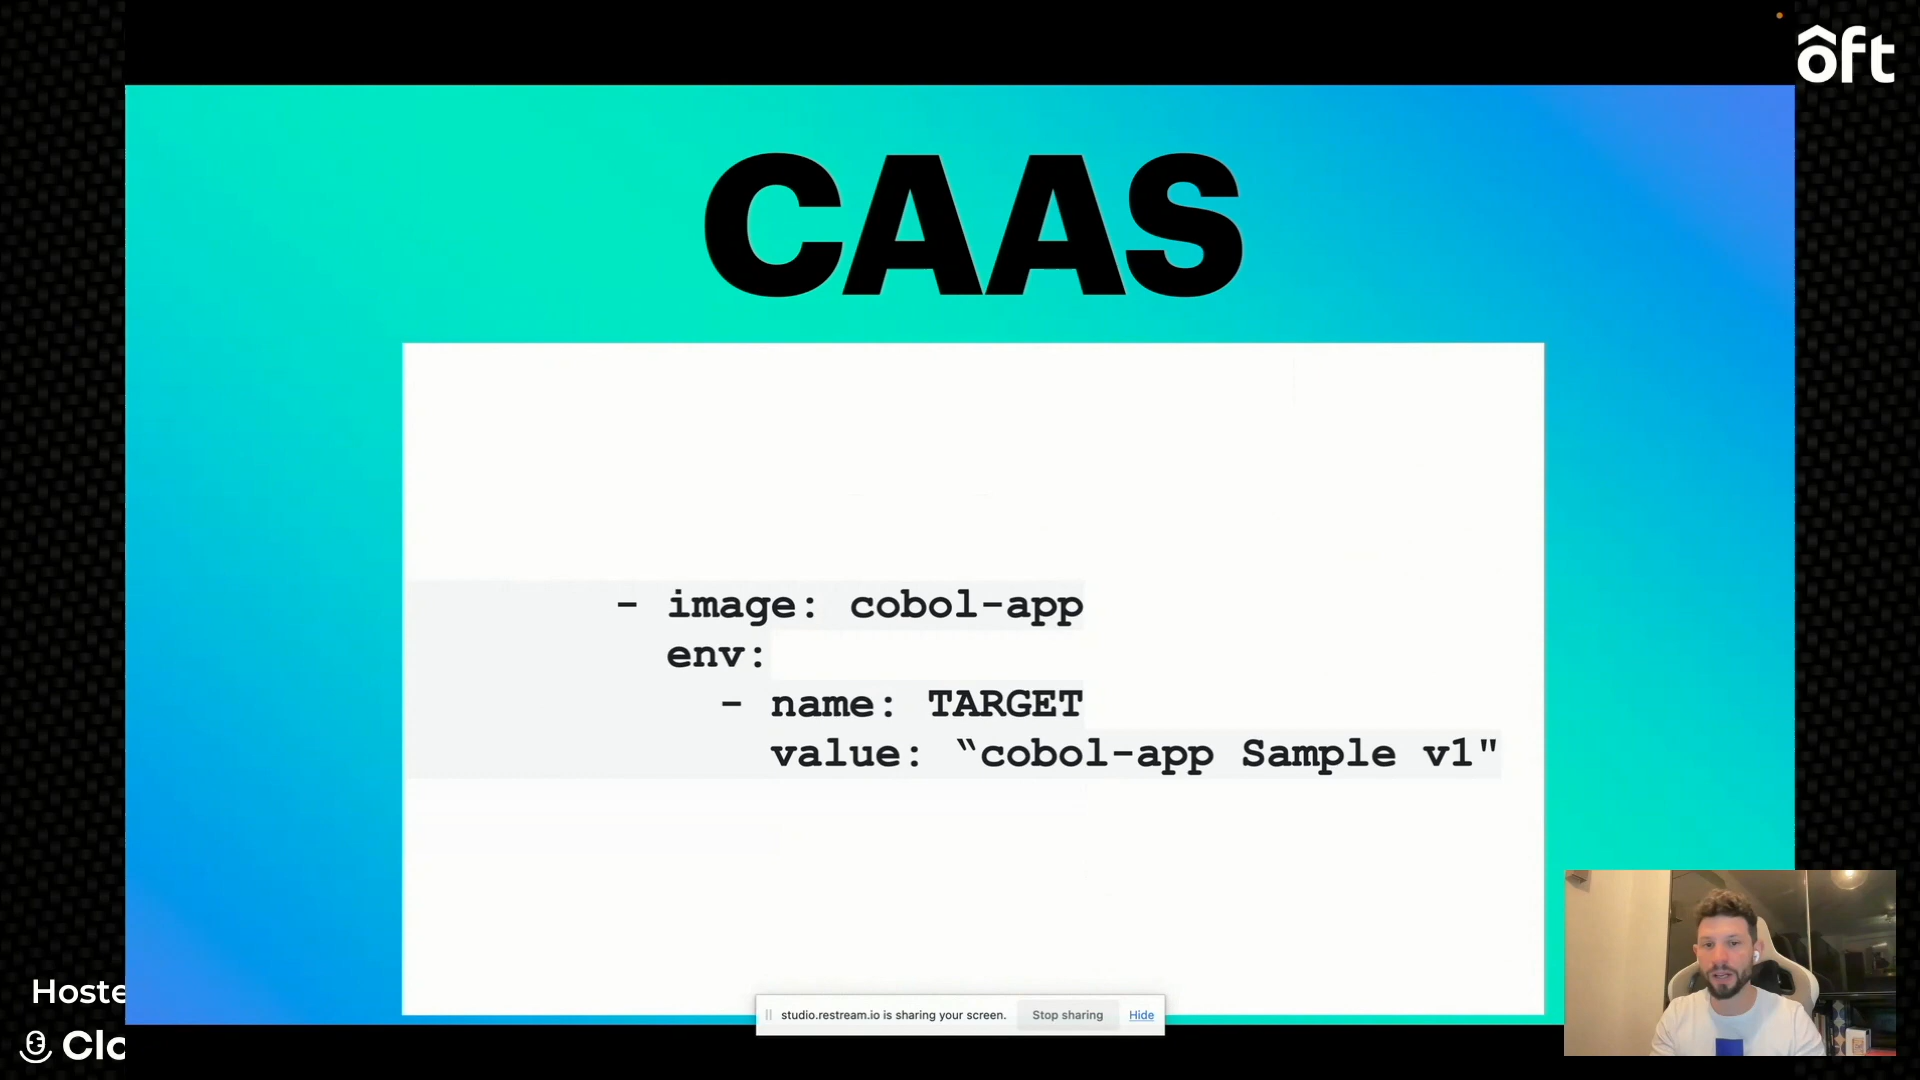 ôft
CAAS
- image: cobol-app
env:
- name: TARGET
value: “cobol-app Sample v1"
studio.restream.io is sharing your screen.
Stop sharing
Hide
Hoste
Clo